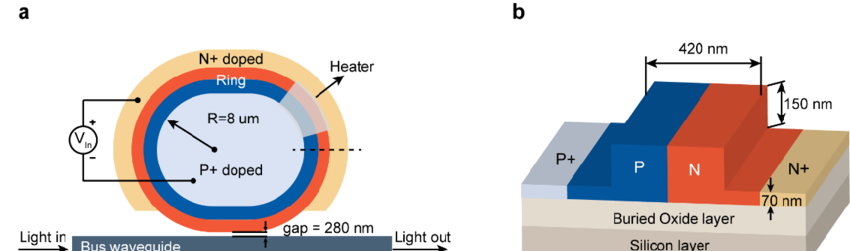 a
N+ doped
Ring
Heater
R=8 um
V_In
+
−
P+ doped
gap = 280 nm
Light in
Bus waveguide
Light out
b
420 nm
150 nm
P+
P
N
N+
70 nm
Buried Oxide layer
Silicon layer